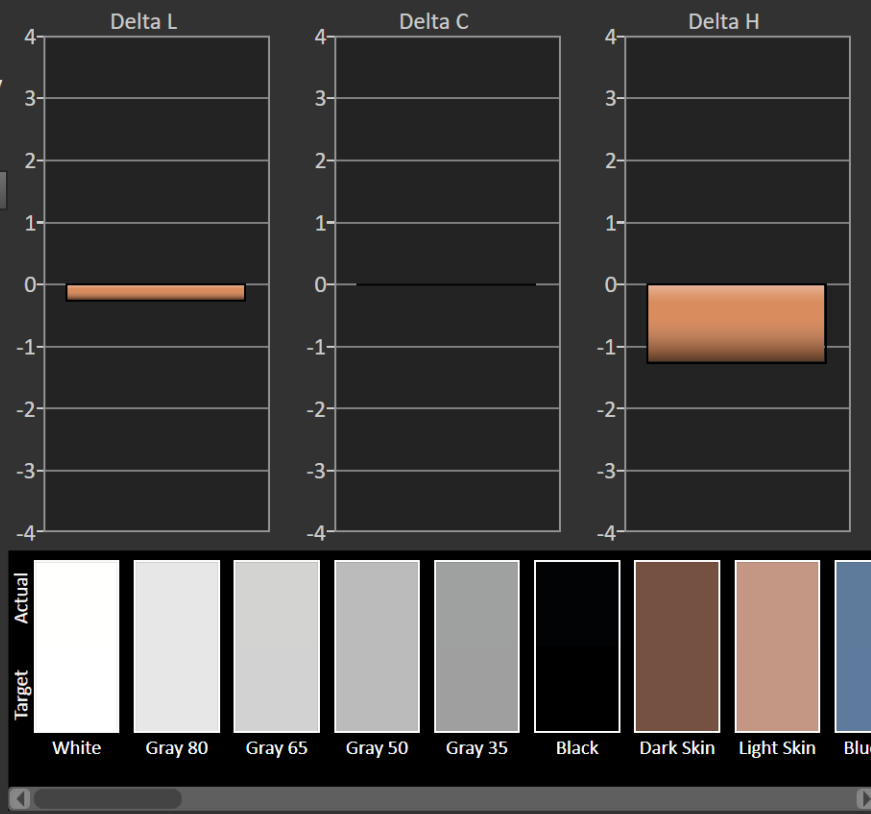 Delta L Delta C Delta H
4 4 4
3 3 3
2 2 2
1 1 1
0 0 0
-1 -1 -1
-2 -2 -2
-3 -3 -3
-4 -4 -4
Actual
Target
White Gray 80 Gray 65 Gray 50 Gray 35 Black Dark Skin Light Skin